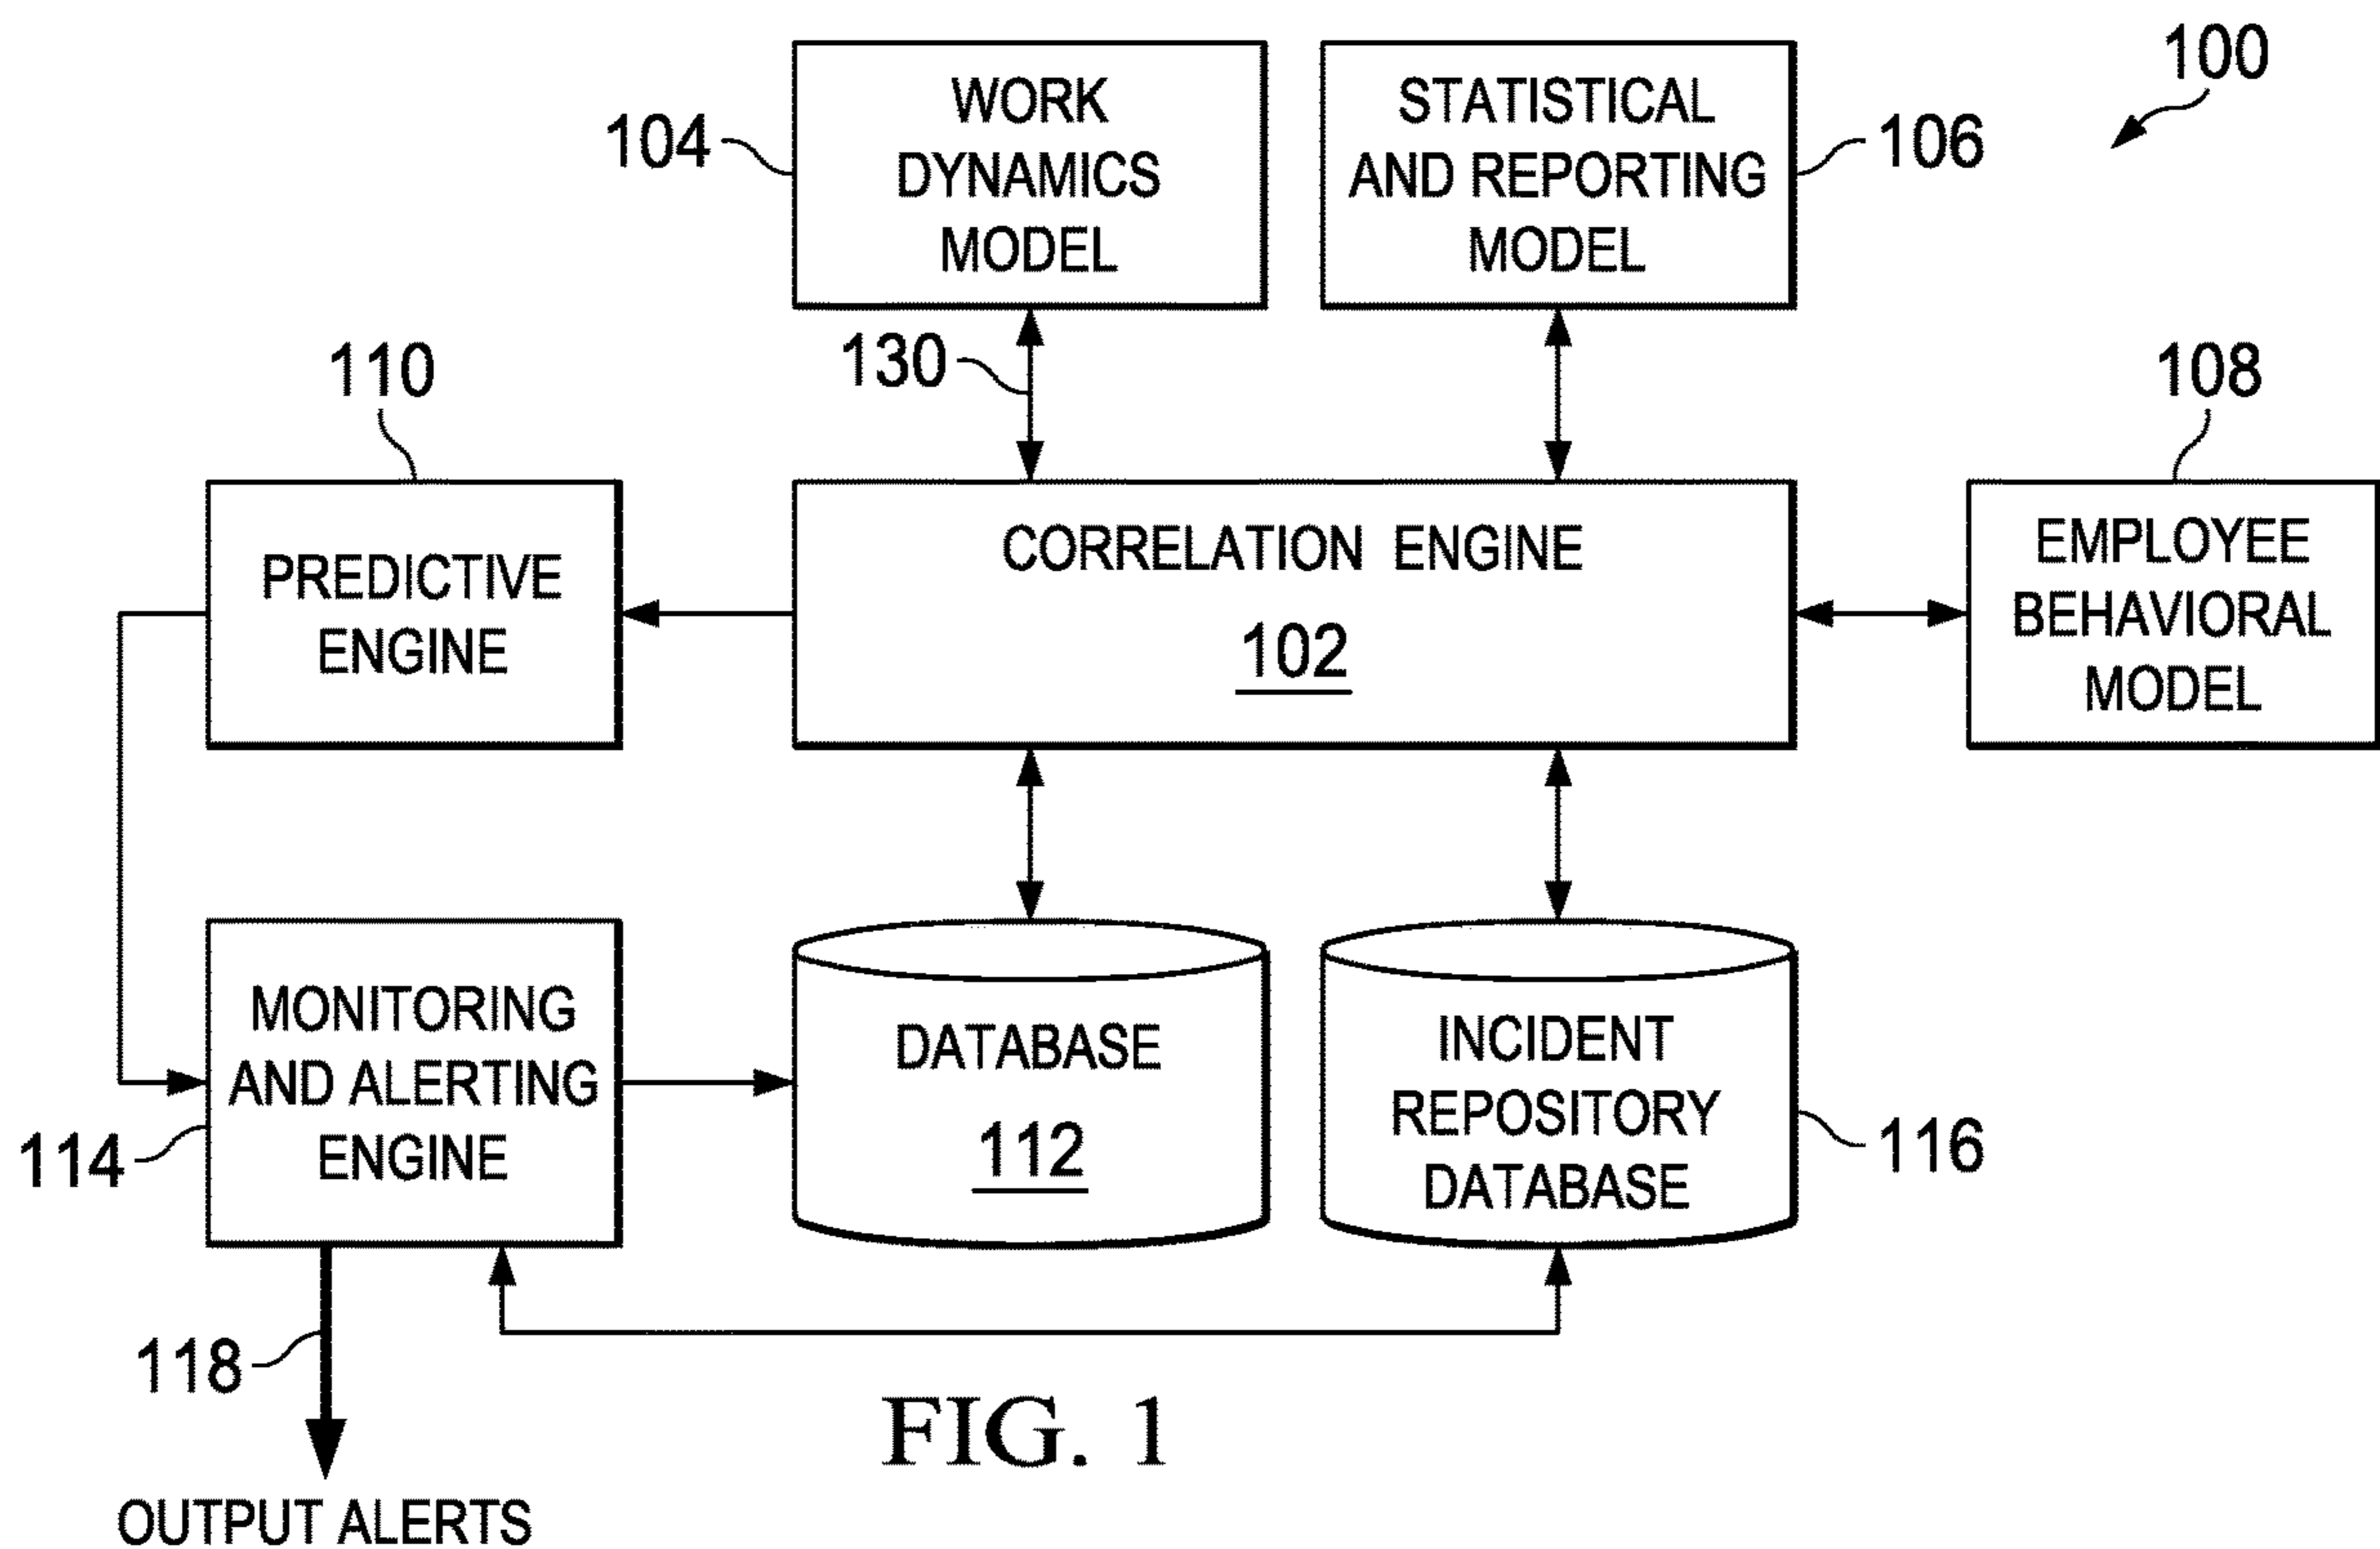 100
104
WORK
DYNAMICS
MODEL
STATISTICAL
AND REPORTING
MODEL
106
130
110
108
PREDICTIVE
ENGINE
CORRELATION ENGINE
102
EMPLOYEE
BEHAVIORAL
MODEL
MONITORING
AND ALERTING
ENGINE
114
DATABASE
112
INCIDENT
REPOSITORY
DATABASE
116
118
FIG. 1
OUTPUT ALERTS